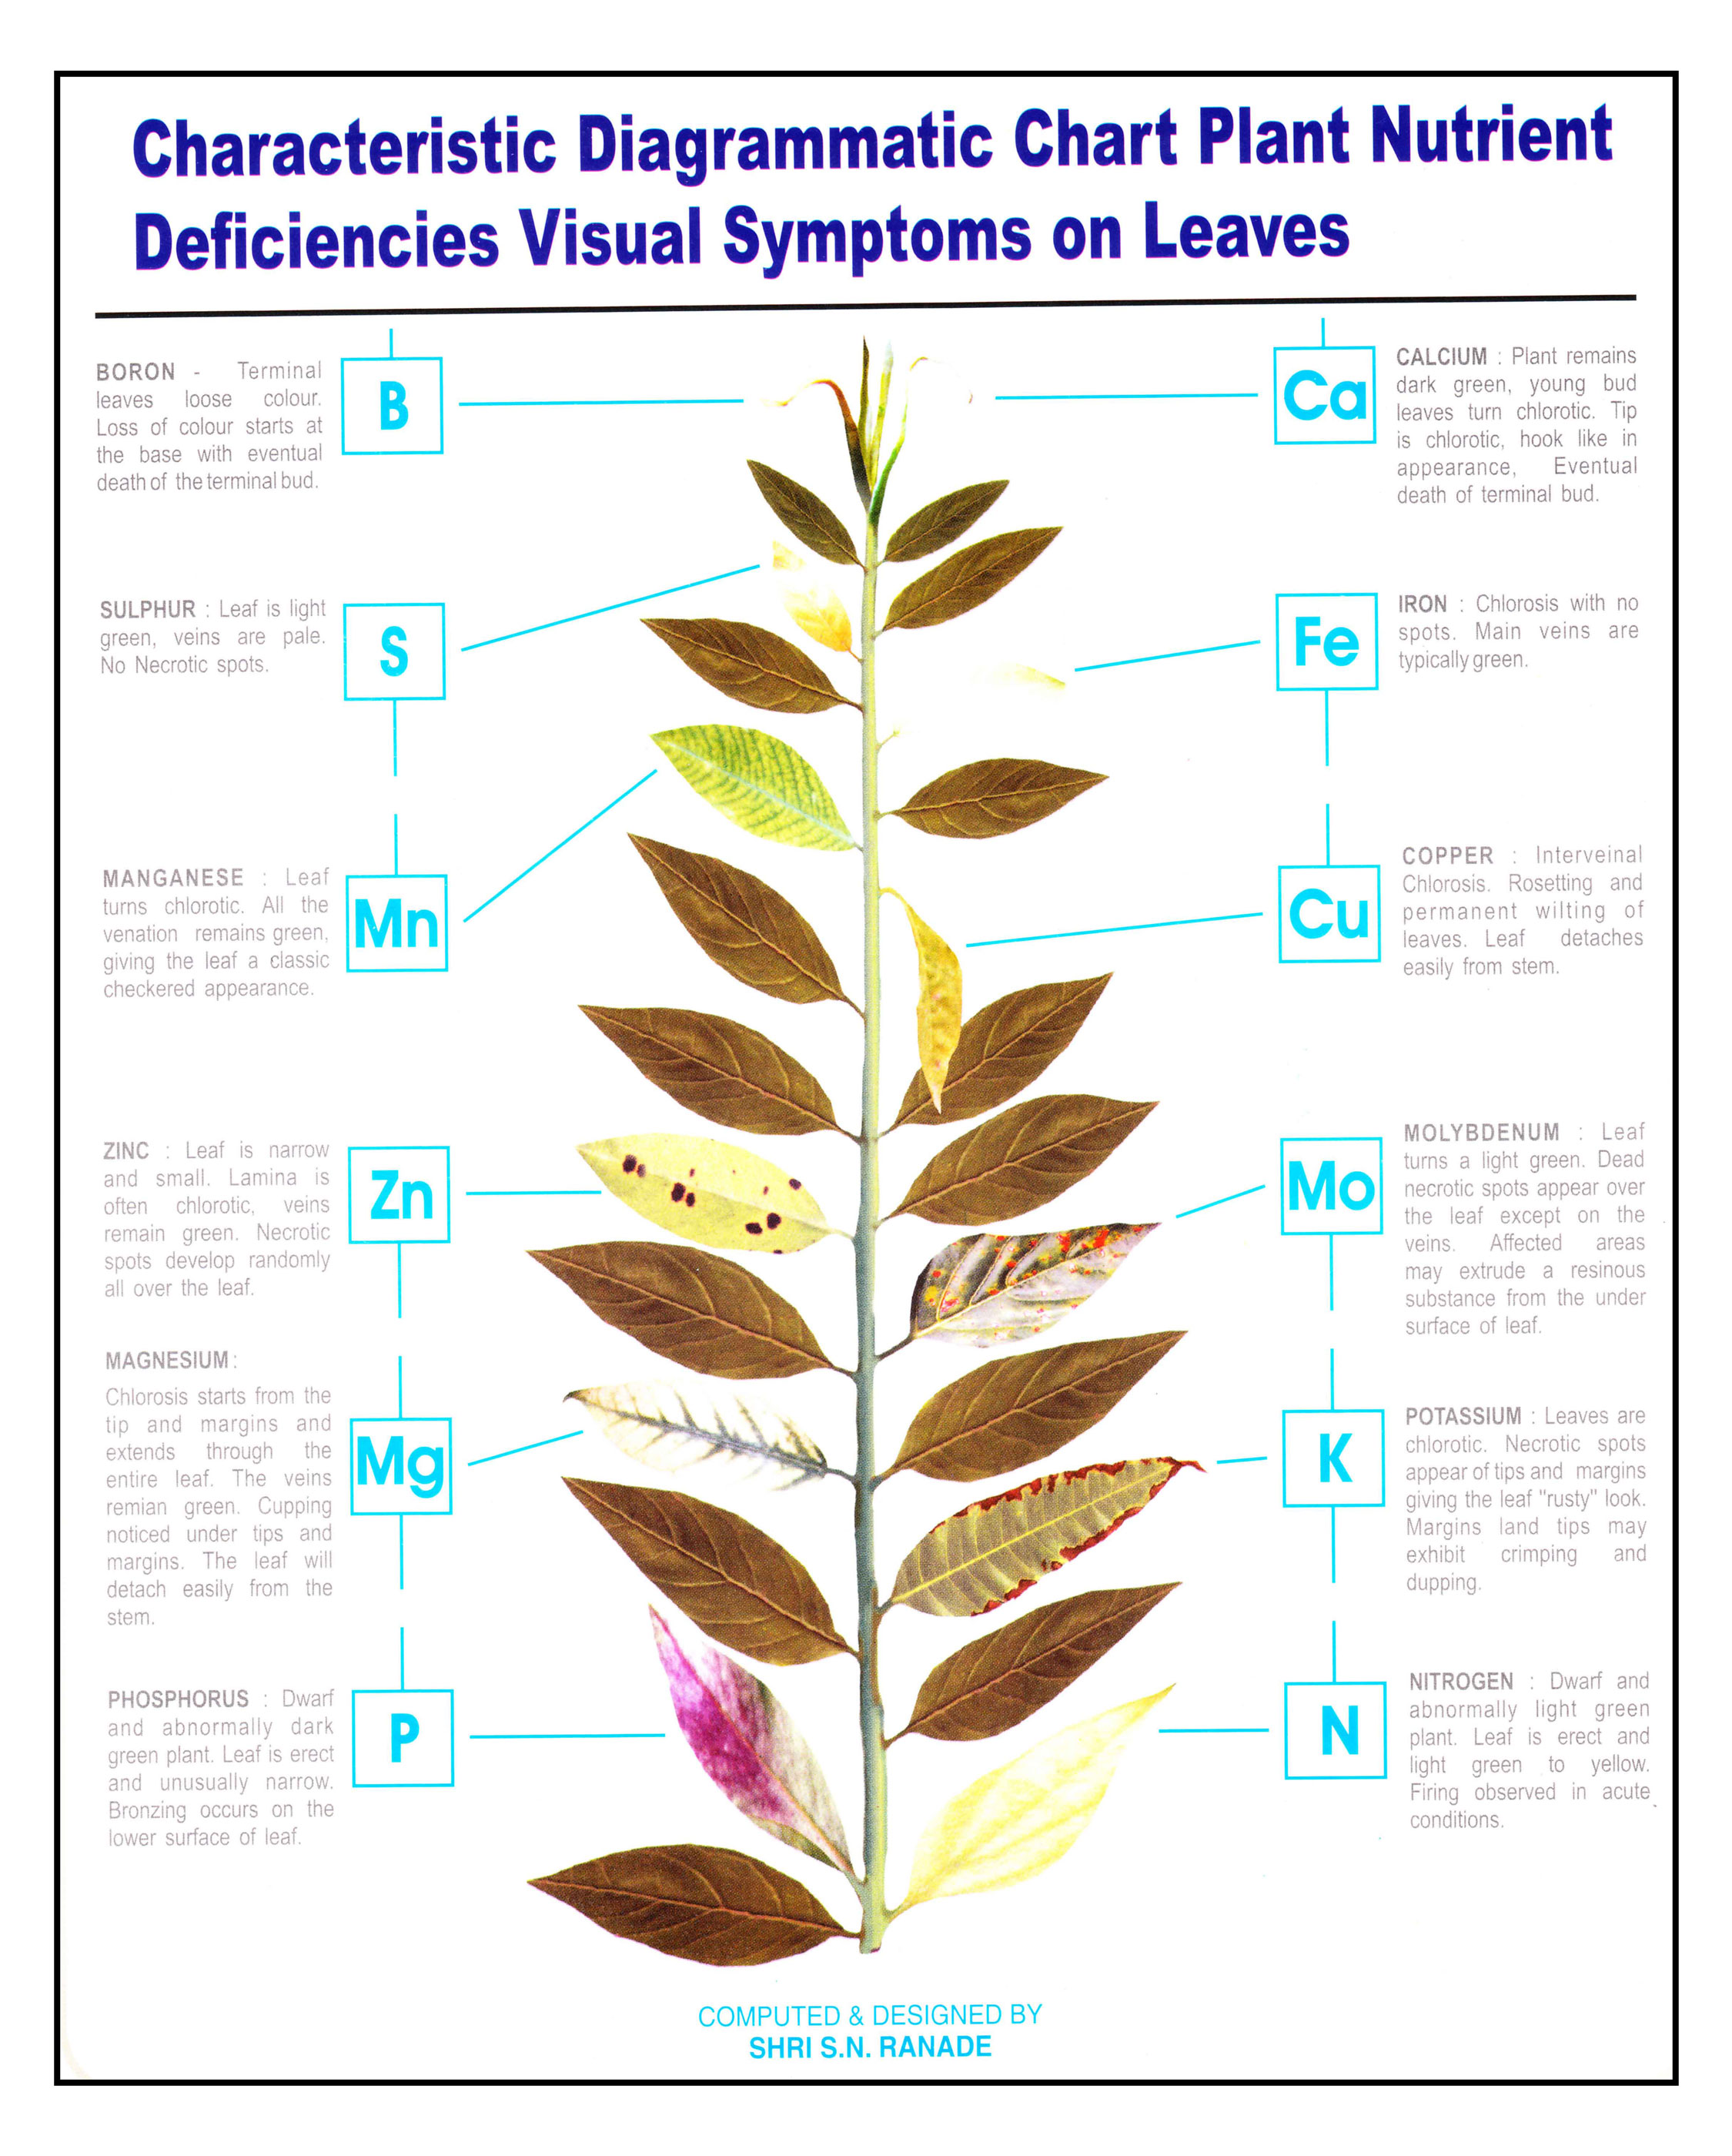 Characteristic Diagrammatic Chart Plant Nutrient
Deficiencies Visual Symptoms on Leaves
BORON - Terminal
leaves loose colour.
Loss of colour starts at
the base with eventual
death of the terminal bud.
B
Ca
CALCIUM : Plant remains
dark green, young bud
leaves turn chlorotic. Tip
is chlorotic, hook like in
appearance, Eventual
death of terminal bud.
SULPHUR : Leaf is light
green, veins are pale.
No Necrotic spots.
S
Fe
IRON : Chlorosis with no
spots. Main veins are
typically green.
MANGANESE : Leaf
turns chlorotic. All the
venation remains green,
giving the leaf a classic
checkered appearance.
Mn
Cu
COPPER : Interveinal
Chlorosis. Rosetting and
permanent wilting of
leaves. Leaf detaches
easily from stem.
ZINC : Leaf is narrow
and small. Lamina is
often chlorotic, veins
remain green. Necrotic
spots develop randomly
all over the leaf.
Zn
Mo
MOLYBDENUM : Leaf
turns a light green. Dead
necrotic spots appear over
the leaf except on the
veins. Affected areas
may extrude a resinous
substance from the under
surface of leaf.
MAGNESIUM:
Chlorosis starts from the
tip and margins and
extends through the
entire leaf. The veins
remian green. Cupping
noticed under tips and
margins. The leaf will
detach easily from the
stem.
Mg
K
POTASSIUM : Leaves are
chlorotic. Necrotic spots
appear of tips and margins
giving the leaf "rusty" look.
Margins land tips may
exhibit crimping and
dupping.
PHOSPHORUS : Dwarf
and abnormally dark
green plant. Leaf is erect
and unusually narrow.
Bronzing occurs on the
lower surface of leaf.
P
N
NITROGEN : Dwarf and
abnormally light green
plant. Leaf is erect and
light green to yellow.
Firing observed in acute
conditions.
COMPUTED & DESIGNED BY
SHRI S.N. RANADE